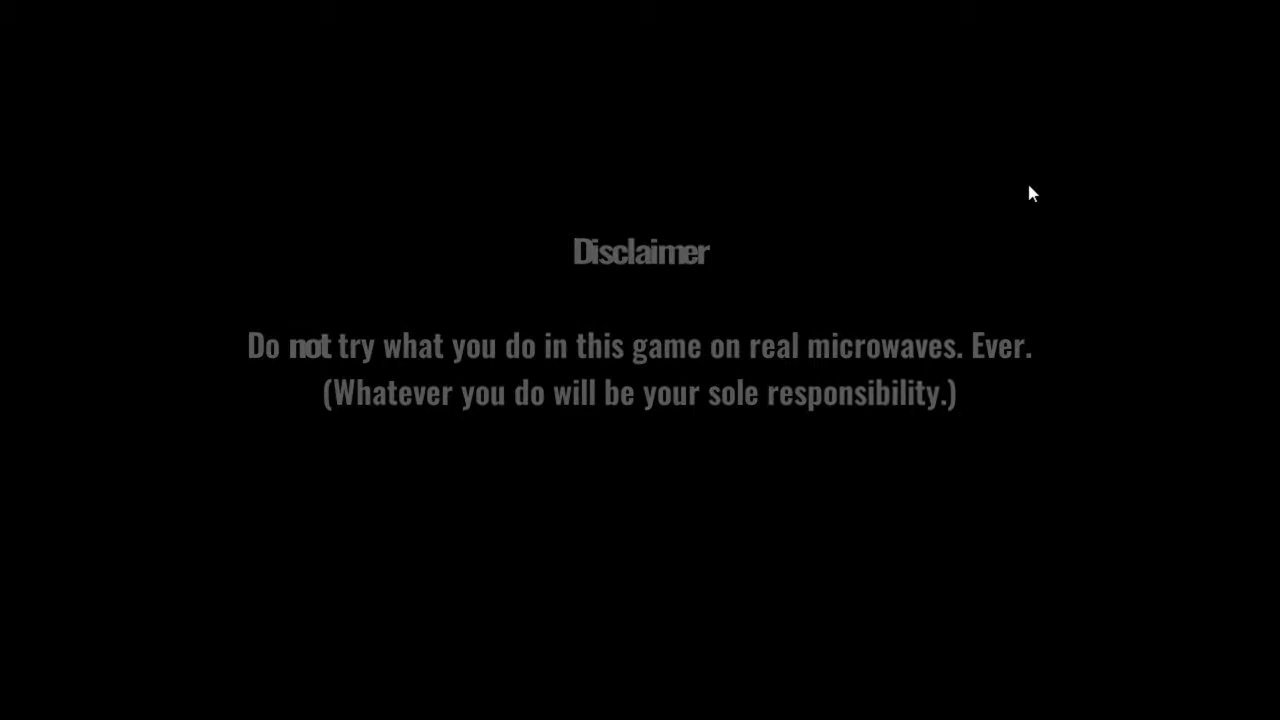 Disclaimer
Do not try what you do in this game on real microwaves. Ever.
(Whatever you do will be your sole responsibility.)